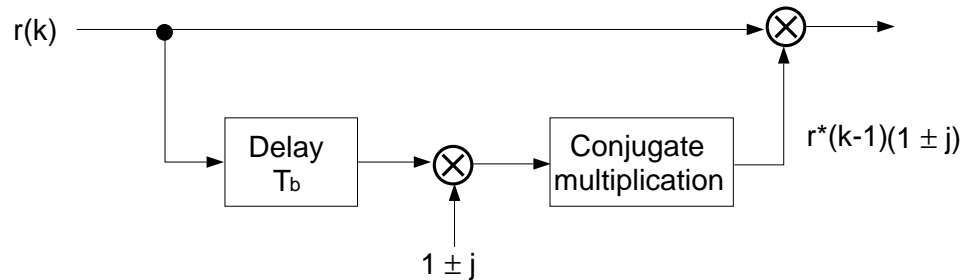 r(k)
Delay
Tb
Conjugate
multiplication
r*(k-1)(1 ± j)
1 ± j